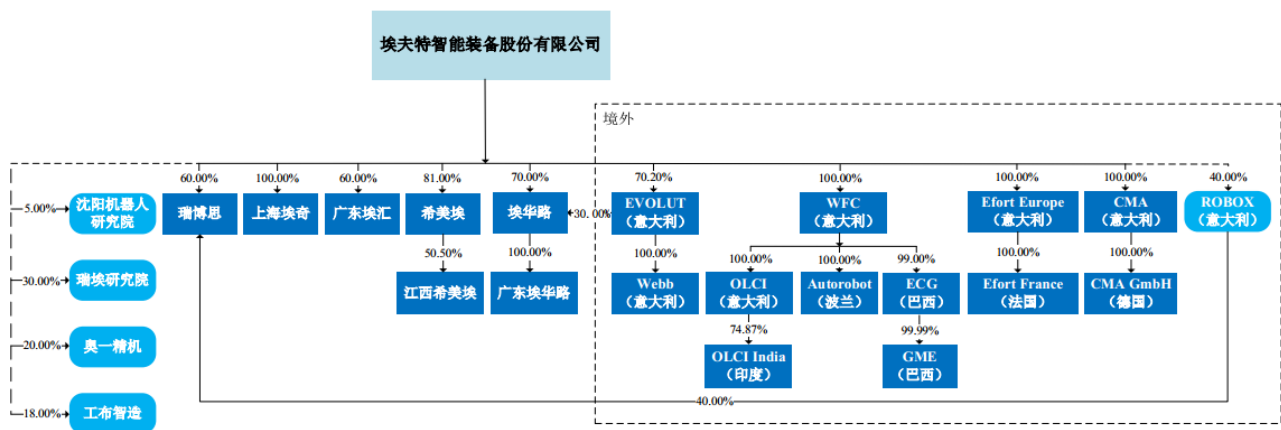 埃夫特智能装备股份有限公司
境外
60.00%
100.00%
60.00%
81.00%
70.00%
70.20%
100.00%
100.00%
100.00%
40.00%
5.00%
沈阳机器人
研究院
瑞博思
上海埃奇
广东埃汇
希美埃
埃华路
30.00%
EVOLUT
（意大利）
WFC
（意大利）
Efort Europe
（意大利）
CMA
（意大利）
ROBOX
（意大利）
50.50%
100.00%
100.00%
100.00%
100.00%
99.00%
100.00%
100.00%
30.00%
瑞埃研究院
江西希美埃
广东埃华路
Webb
（意大利）
OLCI
（意大利）
Autorobot
（波兰）
ECG
（巴西）
Efort France
（法国）
CMA GmbH
（德国）
74.87%
99.99%
20.00%
奥一精机
OLCI India
（印度）
GME
（巴西）
40.00%
18.00%
工布智造